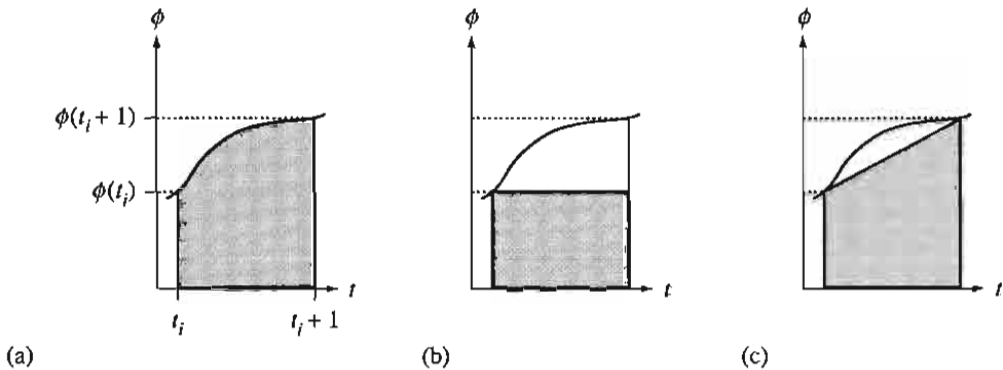 ϕ ϕ ϕ
ϕ(t_i + 1)
ϕ(t_i)
t t t
t_i t_i + 1
(a) (b) (c)